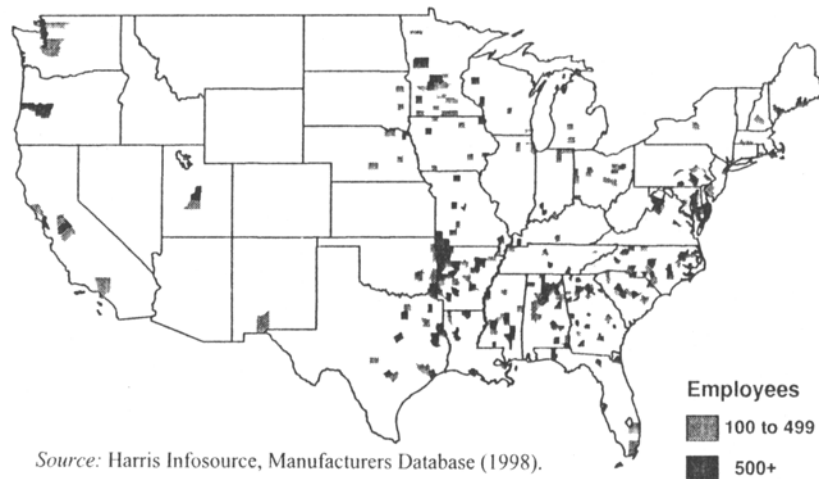 Employees
100 to 499
500+
Source: Harris Infosource, Manufacturers Database (1998).